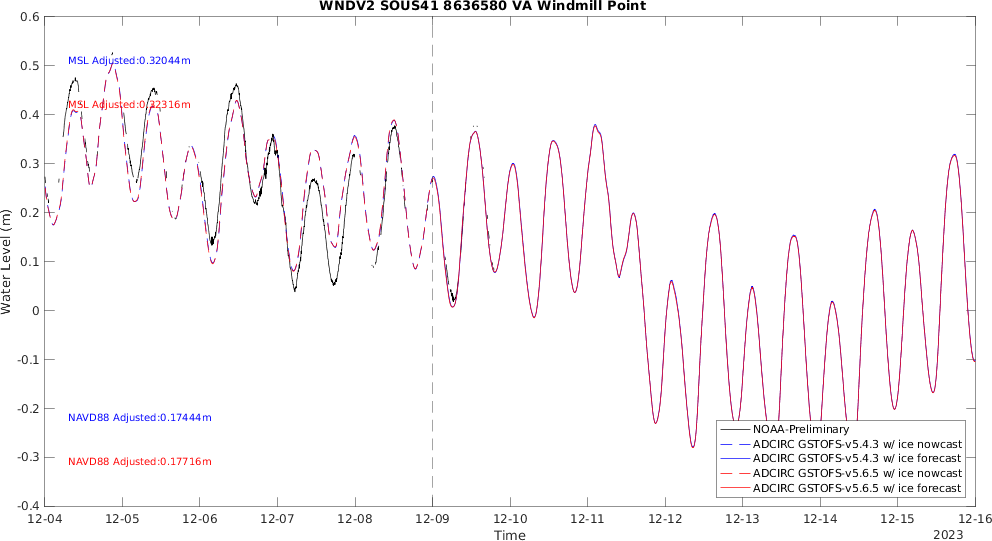 WNDV2 SOUS41 8636580 VA Windmill Point
0.6
0.5
0.4
0.3
0.2
0.1
0
-0.1
-0.2
-0.3
-0.4
Water Level (m)
MSL Adjusted:0.32044m
MSL Adjusted:0.32316m
NAVD88 Adjusted:0.17444m
NAVD88 Adjusted:0.17716m
NOAA-Preliminary
ADCIRC GSTOFS-v5.4.3 w/ ice nowcast
ADCIRC GSTOFS-v5.4.3 w/ ice forecast
ADCIRC GSTOFS-v5.6.5 w/ ice nowcast
ADCIRC GSTOFS-v5.6.5 w/ ice forecast
12-04 12-05 12-06 12-07 12-08 12-09 12-10 12-11 12-12 12-13 12-14 12-15 12-16
Time
2023